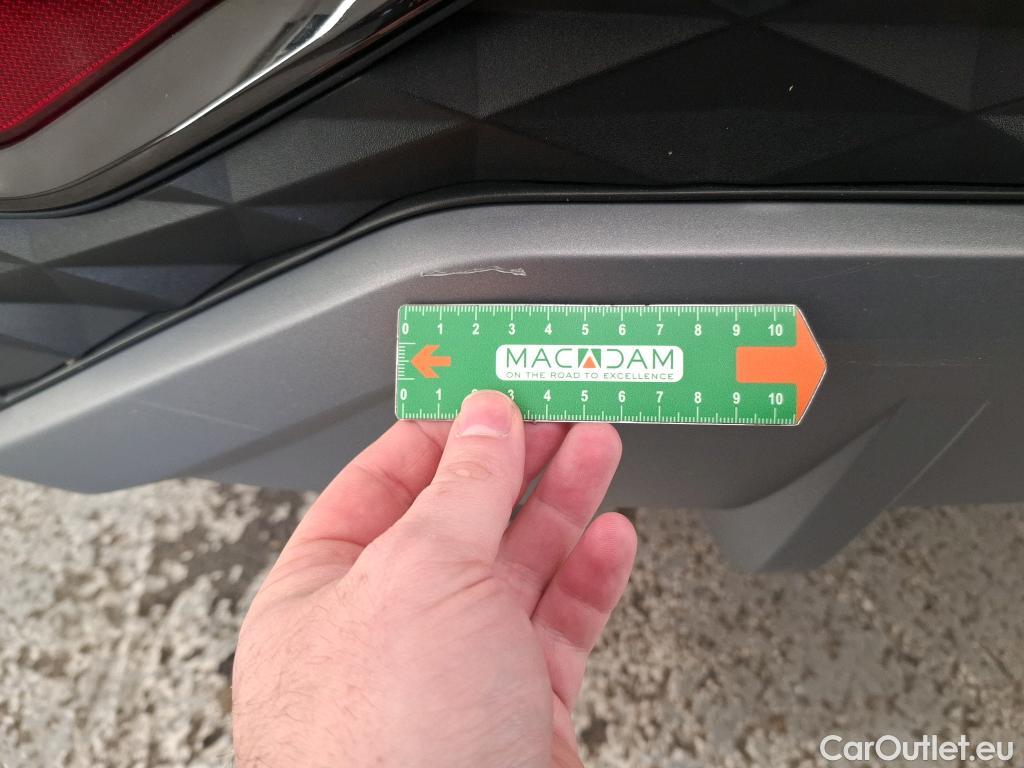 0 1 2 3 4 5 6 7 8 9 10
MACADAM
ON THE ROAD TO EXCELLENCE
0 1 2 3 4 5 6 7 8 9 10
CarOutlet.eu